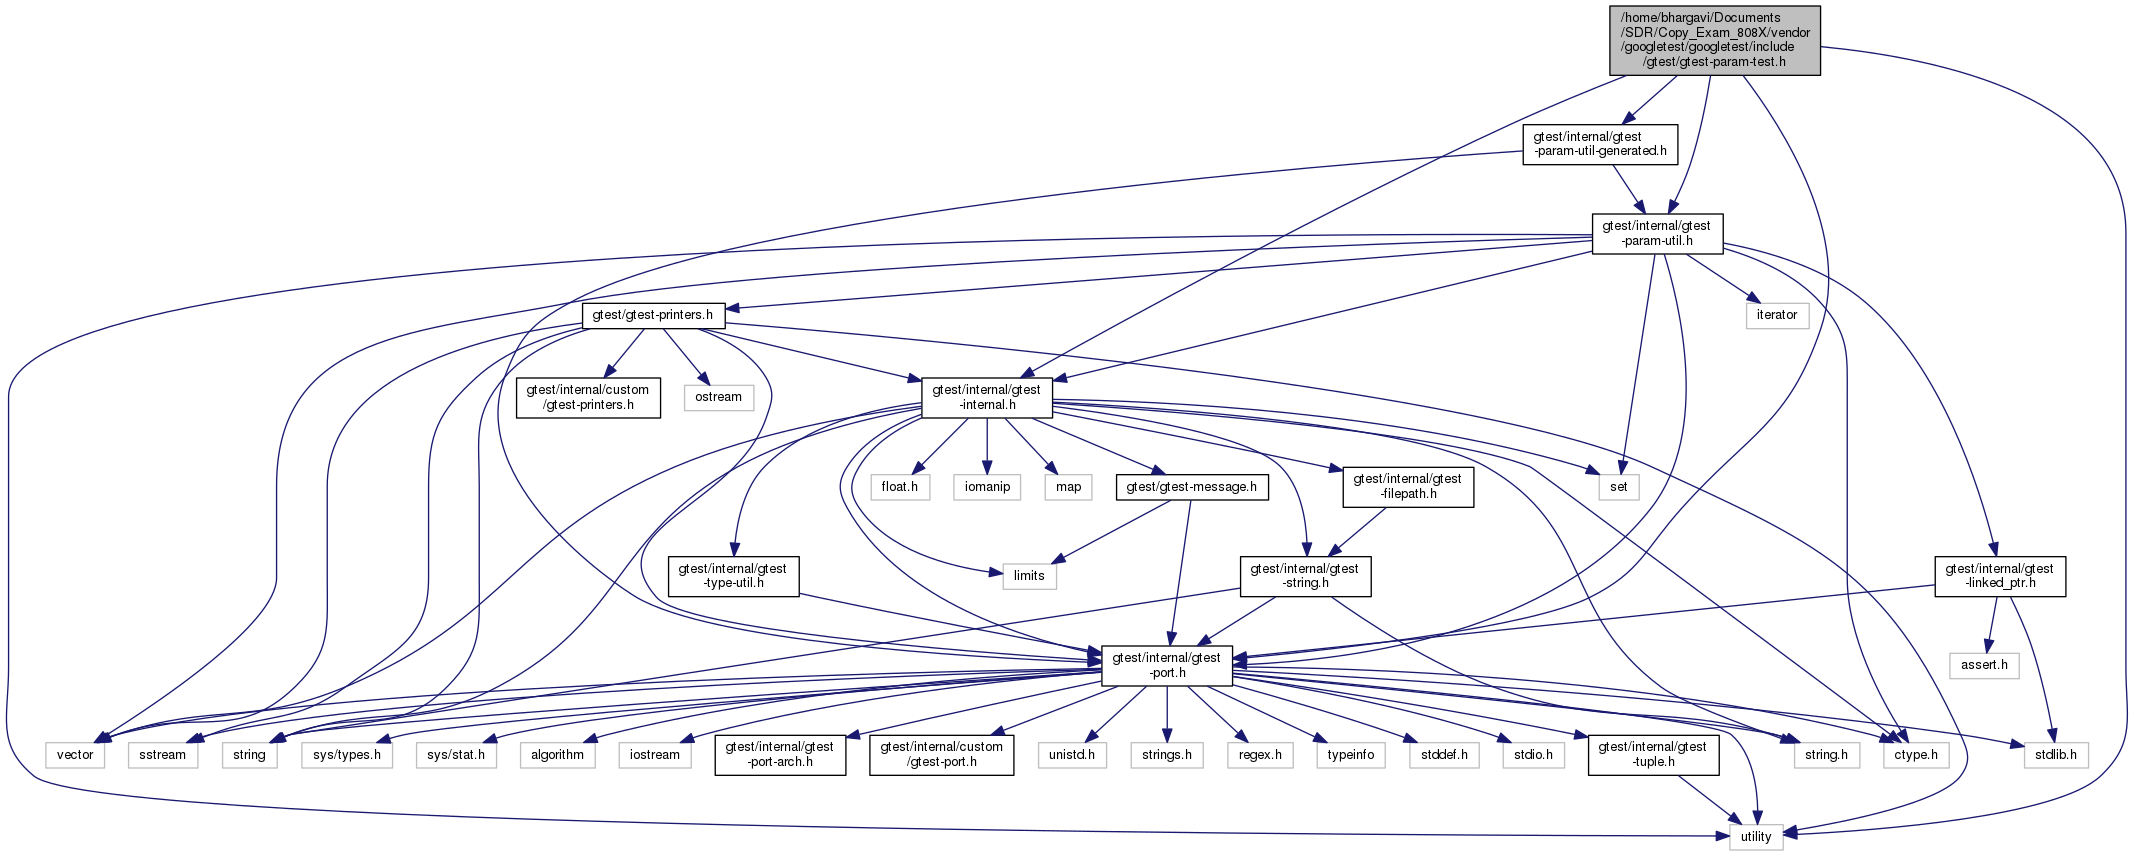 /home/bhargavi/Documents
/SDR/Copy_Exam_808X/vendor
/googletest/googletest/include
/gtest/gtest-param-test.h
gtest/internal/gtest
-param-util-generated.h
gtest/internal/gtest
-param-util.h
gtest/gtest-printers.h
iterator
gtest/internal/custom
/gtest-printers.h
ostream
gtest/internal/gtest
-internal.h
float.h
iomanip
map
gtest/gtest-message.h
gtest/internal/gtest
-filepath.h
set
gtest/internal/gtest
-type-util.h
limits
gtest/internal/gtest
-string.h
gtest/internal/gtest
-linked_ptr.h
gtest/internal/gtest
-port.h
assert.h
vector
sstream
string
sys/types.h
sys/stat.h
algorithm
iostream
gtest/internal/gtest
-port-arch.h
gtest/internal/custom
/gtest-port.h
unistd.h
strings.h
regex.h
typeinfo
stddef.h
stdio.h
gtest/internal/gtest
-tuple.h
string.h
ctype.h
stdlib.h
utility